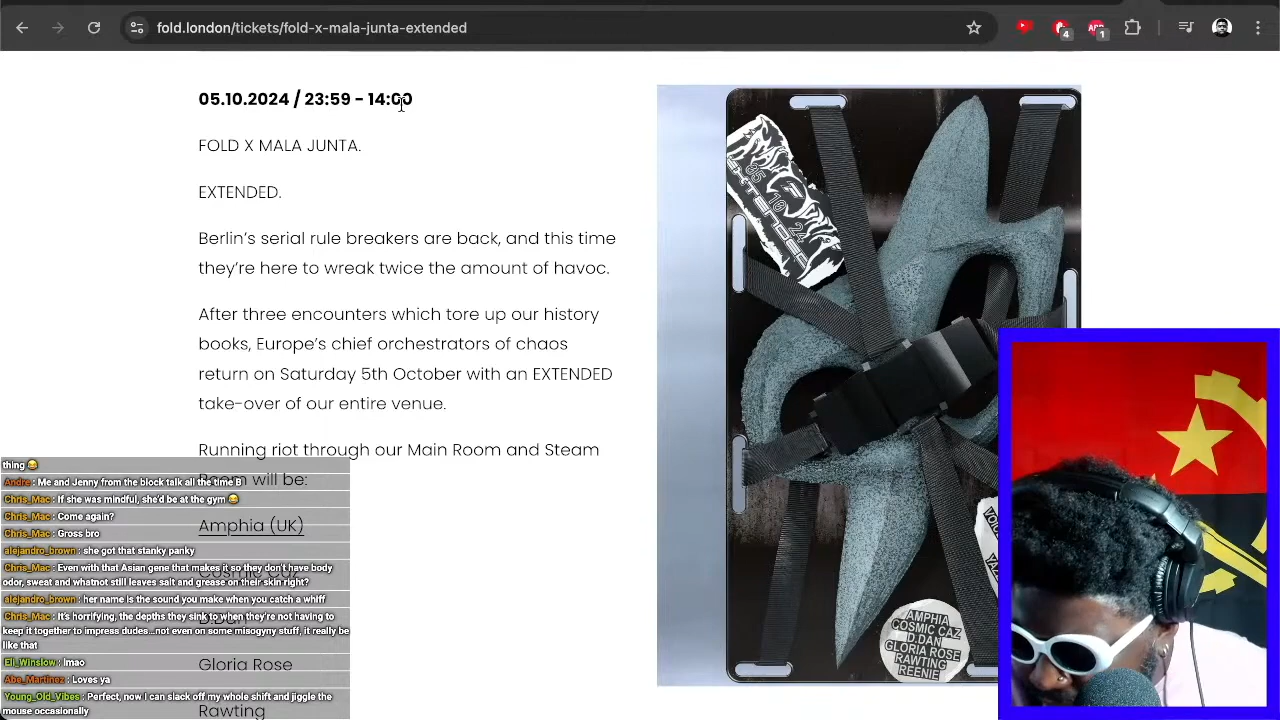 fold.london/tickets/fold-x-mala-junta-extended
4
1
05.10.2024 / 23:59 - 14:00
FOLD X MALA JUNTA.
EXTENDED.
Berlin’s serial rule breakers are back, and this time
they’re here to wreak twice the amount of havoc.
After three encounters which tore up our history
books, Europe’s chief orchestrators of chaos
return on Saturday 5th October with an EXTENDED
take-over of our entire venue.
Running riot through our Main Room and Steam
will be:
Amphia (UK)
Gloria Rose
Rawting
EXTENDED
05
10
24
AMPHIA
COSMIC CAZ
D.DAN
GLORIA ROSE
RAWTING
REENIE
thing 😂
Andre: Me and Jenny from the block talk all the time B
Chris_Mac: If she was mindful, she'd be at the gym 😂
Chris_Mac: Come again?
Chris_Mac: Gross bro
alejandro_brown: she got that stanky panky
Chris_Mac: Even with that Asian gene that makes it so they don't have body
odor, sweat and whatnot still leaves salt and grease on their skin right?
alejandro_brown: her name is the sound you make when you catch a whiff
Chris_Mac: It's horrifying, the depths they sink to when they're not having to
keep it together to impress dudes...not even on some misogyny stuff. It really be
like that
Eli_Winslow: lmao
Abe_Martinez: Loves ya
Young_Old_Vibes: Perfect, now I can slack off my whole shift and jiggle the
mouse occasionally